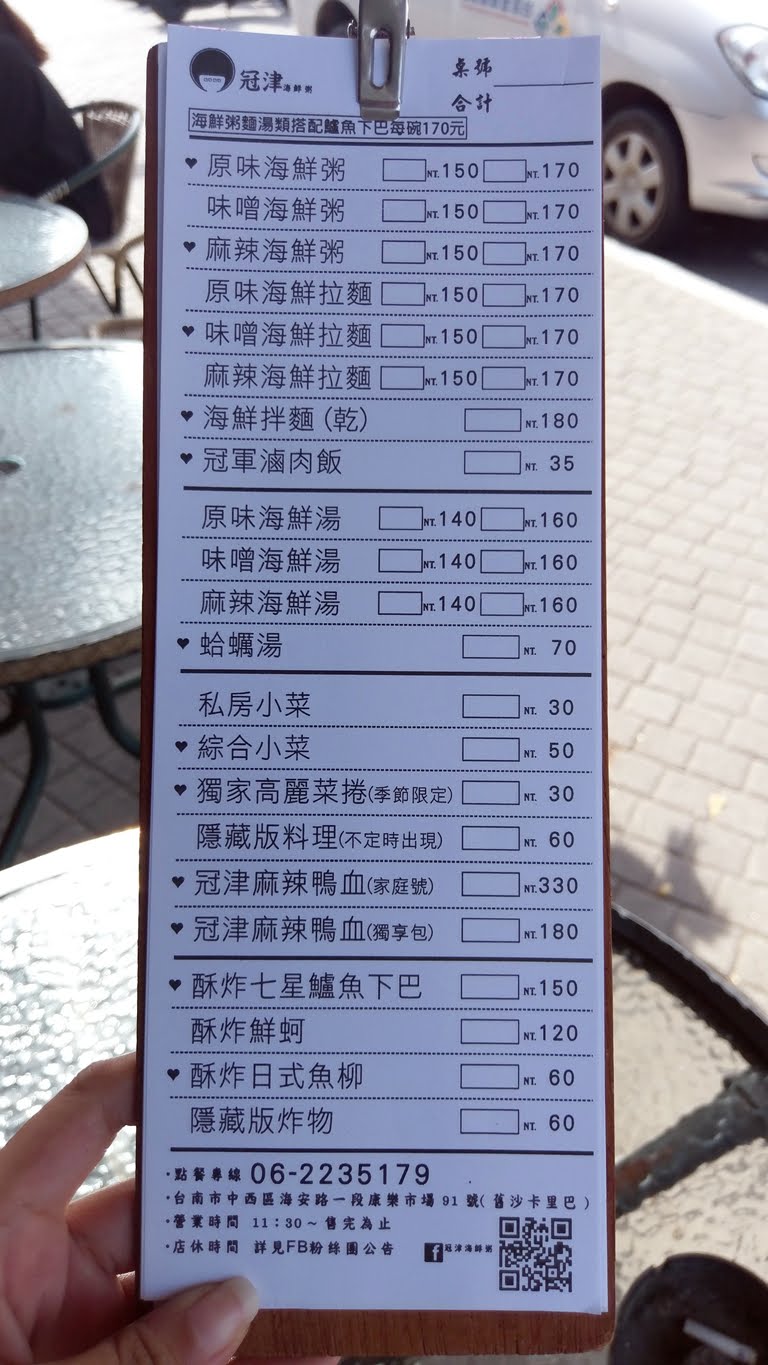 冠津海鮮粥
桌號
合計
海鮮粥麵湯類搭配鱸魚下巴每碗170元
♥ 原味海鮮粥 NT.150 NT.170
味噌海鮮粥 NT.150 NT.170
♥ 麻辣海鮮粥 NT.150 NT.170
原味海鮮拉麵 NT.150 NT.170
♥ 味噌海鮮拉麵 NT.150 NT.170
麻辣海鮮拉麵 NT.150 NT.170
♥ 海鮮拌麵(乾) NT.180
♥ 冠軍滷肉飯 NT. 35
原味海鮮湯 NT.140 NT.160
味噌海鮮湯 NT.140 NT.160
麻辣海鮮湯 NT.140 NT.160
♥ 蛤蠣湯 NT. 70
私房小菜 NT. 30
♥ 綜合小菜 NT. 50
♥ 獨家高麗菜捲(季節限定) NT. 30
隱藏版料理(不定時出現) NT. 60
♥ 冠津麻辣鴨血(家庭號) NT.330
♥ 冠津麻辣鴨血(獨享包) NT.180
♥ 酥炸七星鱸魚下巴 NT.150
酥炸鮮蚵 NT.120
♥ 酥炸日式魚柳 NT. 60
隱藏版炸物 NT. 60
·點餐專線 06-2235179
·台南市中西區海安路一段康樂市場91號(舊沙卡里巴)
·營業時間 11:30~售完為止
·店休時間 詳見FB粉絲團公告 f 冠津海鮮粥